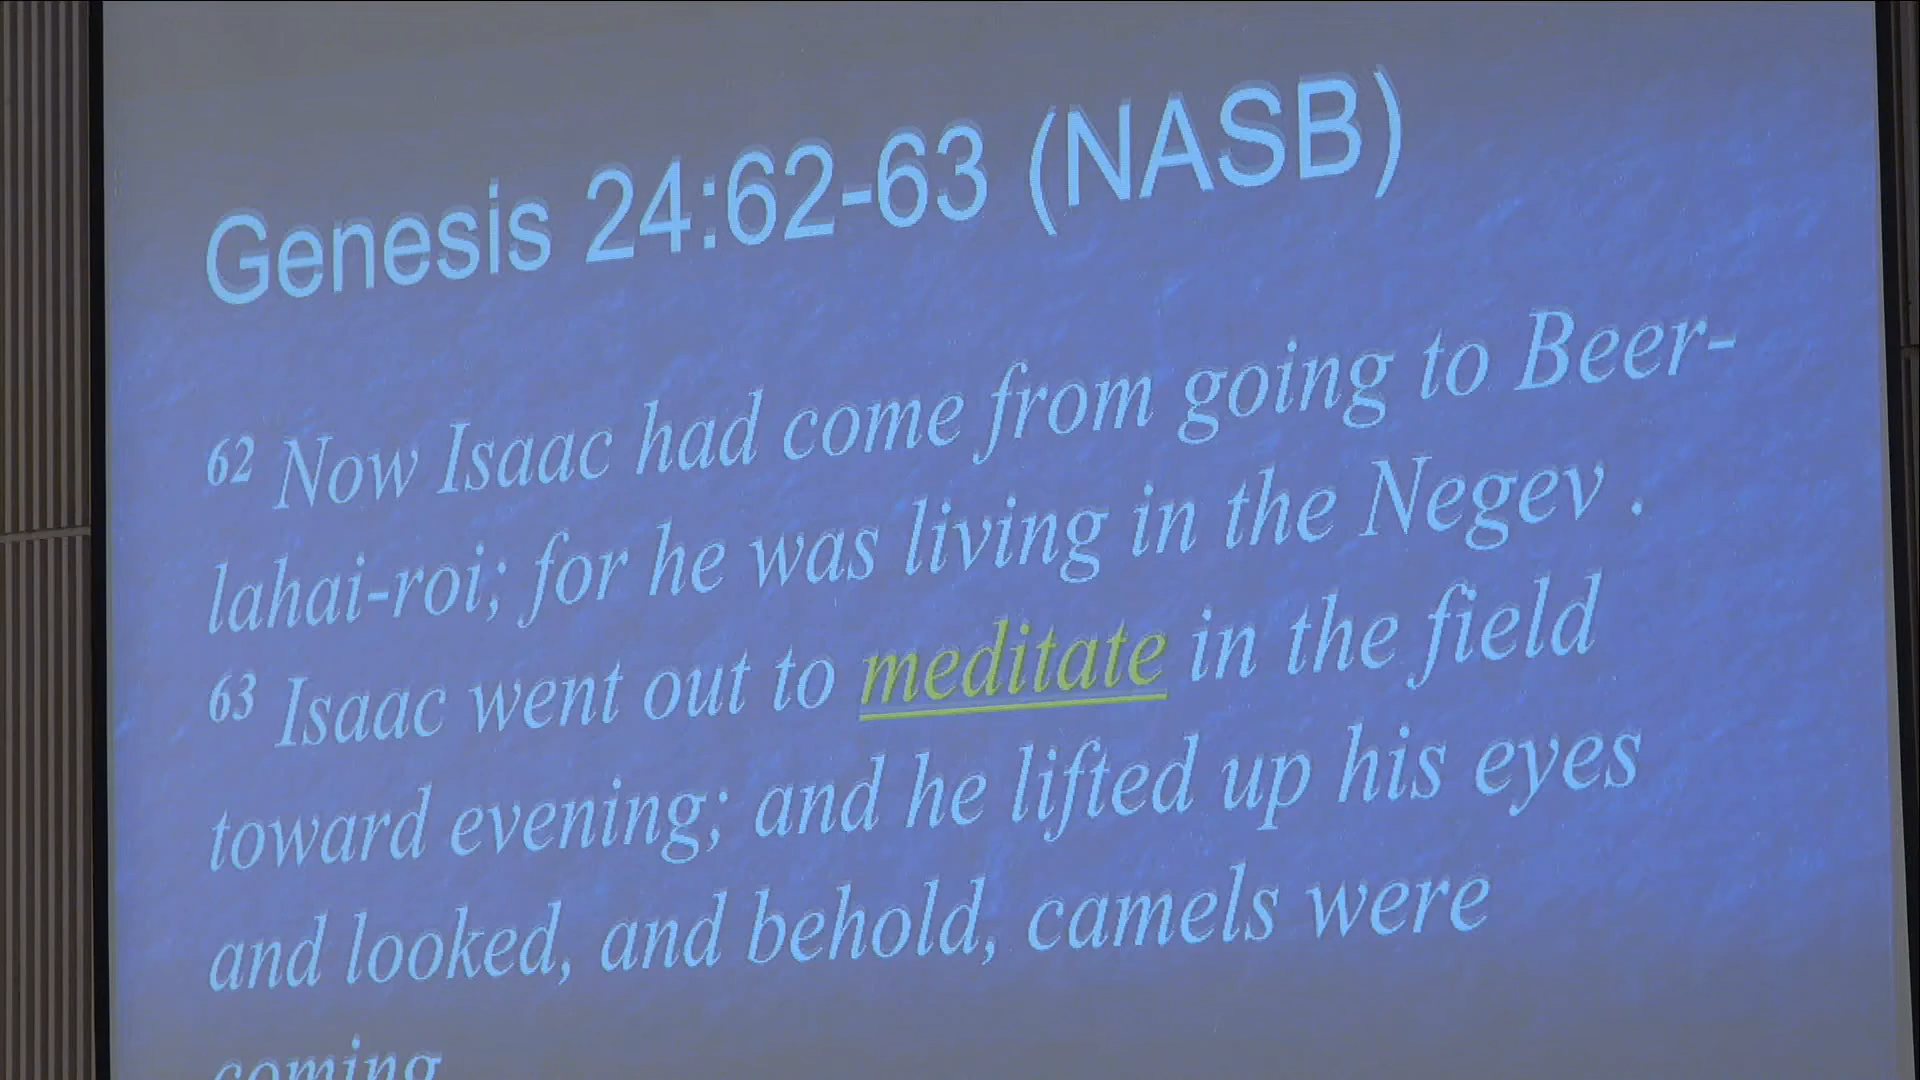 Genesis 24:62-63 (NASB)
62 Now Isaac had come from going to Beer-
lahai-roi; for he was living in the Negev .
63 Isaac went out to meditate in the field
toward evening; and he lifted up his eyes
and looked, and behold, camels were
coming